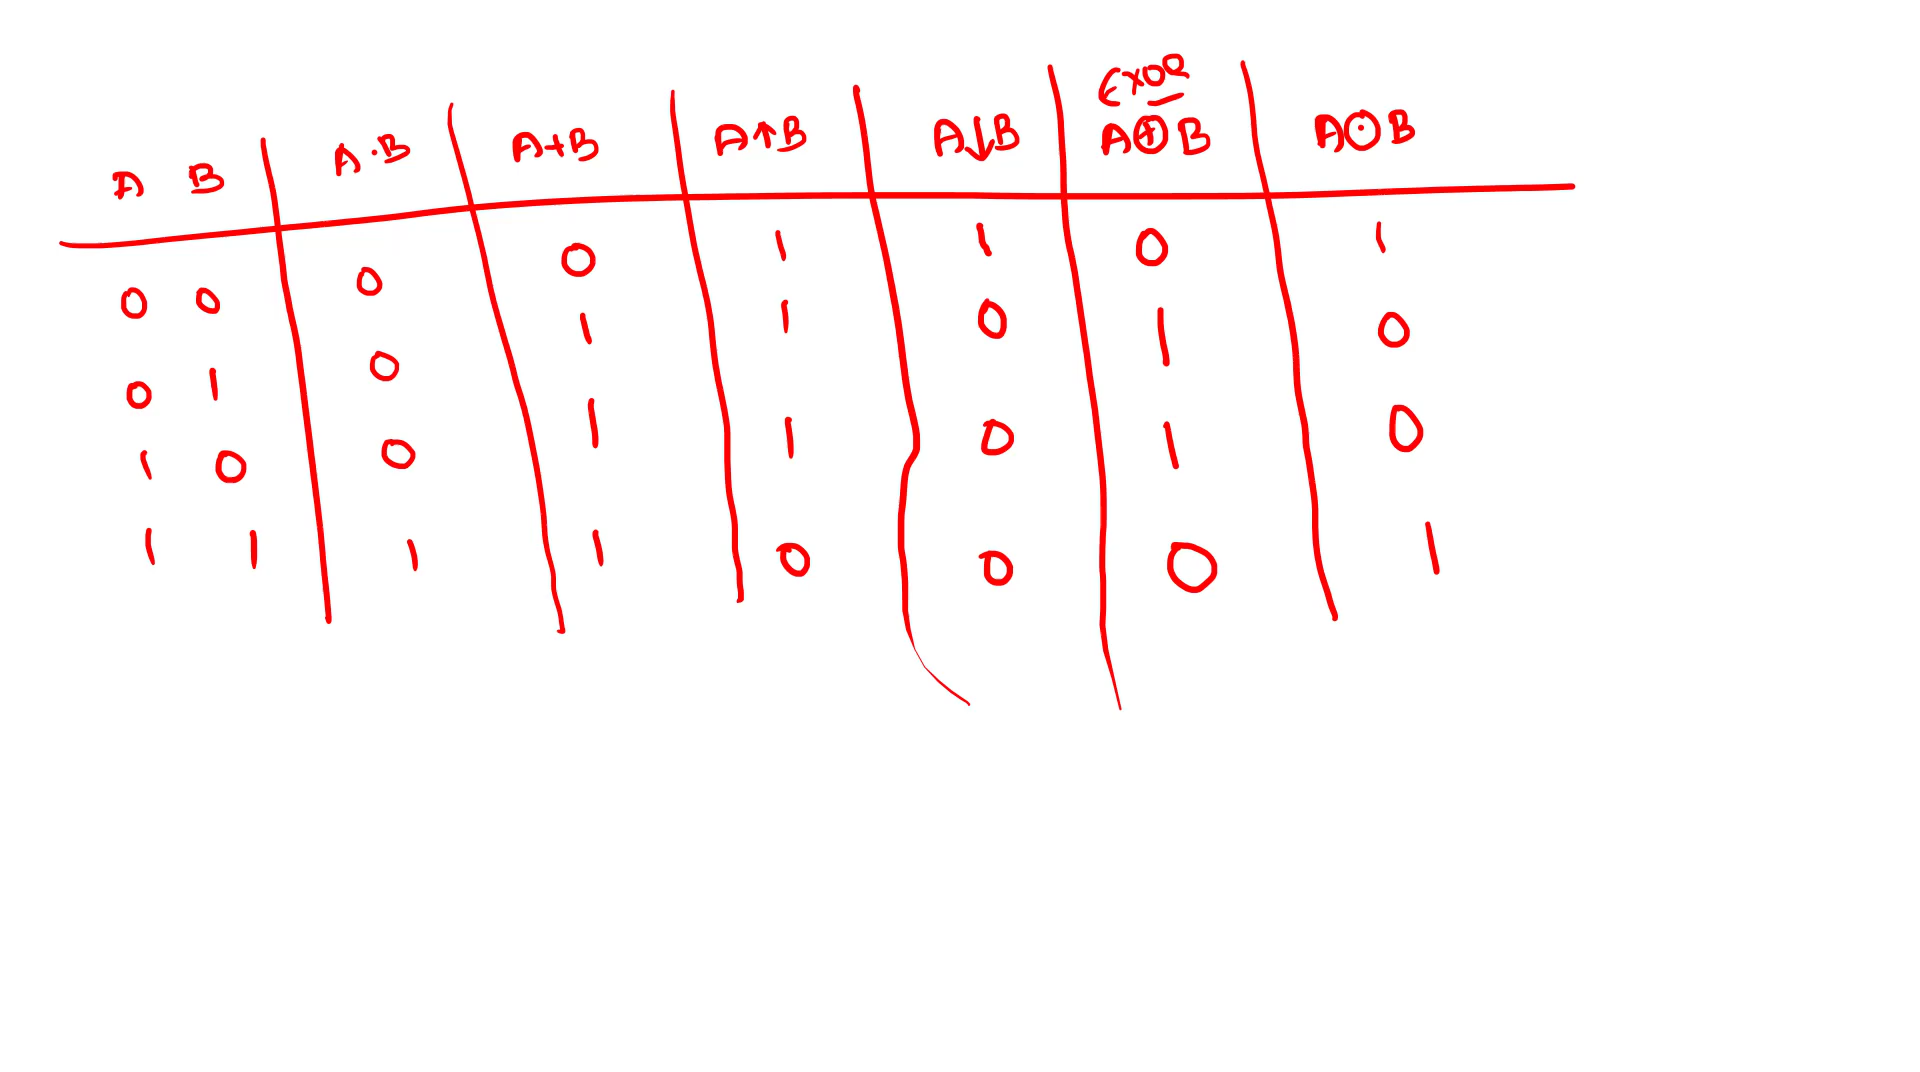 EXOR
A B A·B A+B A↑B A↓B A⊕B A⊙B
0 0 0 0 1 1 0 1
0 1 0 1 1 0 1 0
1 0 0 1 1 0 1 0
1 1 1 1 0 0 0 1